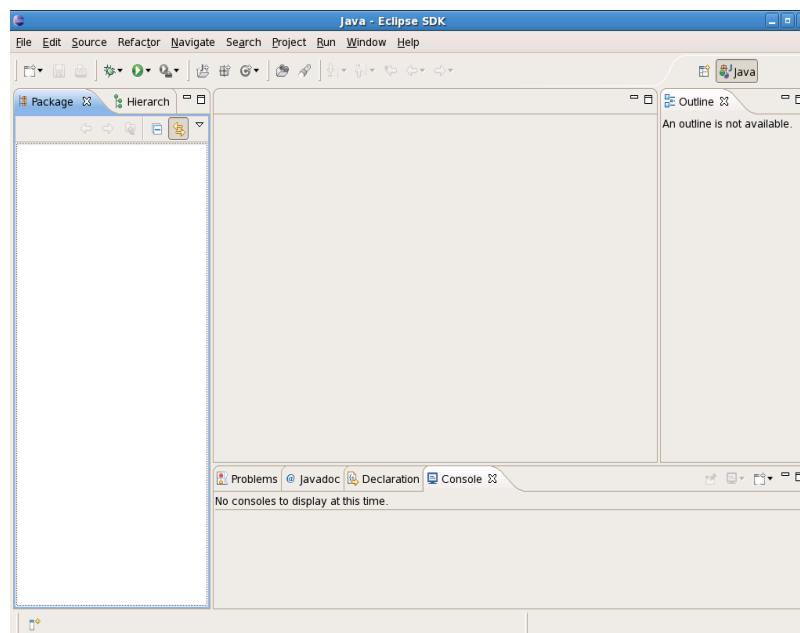 Java - Eclipse SDK
File Edit Source Refactor Navigate Search Project Run Window Help
Java
Package Hierarch
Outline
An outline is not available.
Problems @ Javadoc Declaration Console
No consoles to display at this time.